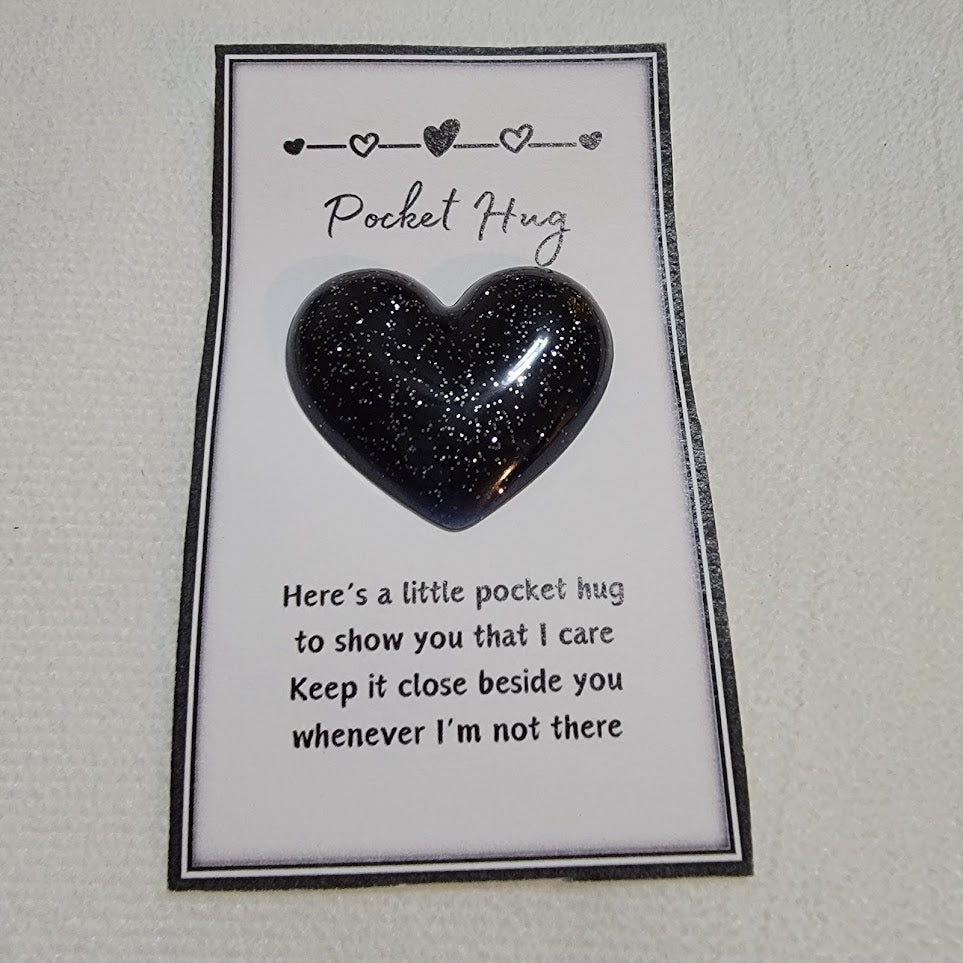 Pocket Hug
Here's a little pocket hug
to show you that I care
Keep it close beside you
whenever I'm not there